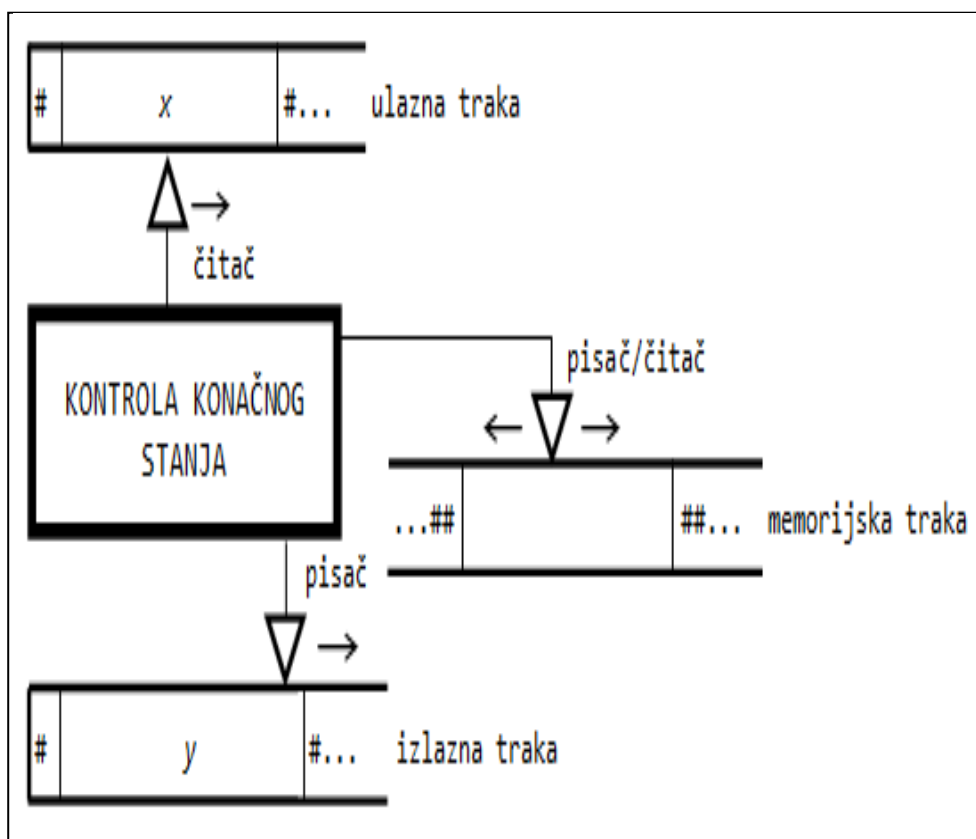 # x #... ulazna traka
→
čitač
KONTROLA KONAČNOG
STANJA
pisač/čitač
← →
...## ##... memorijska traka
pisač
→
# y #... izlazna traka